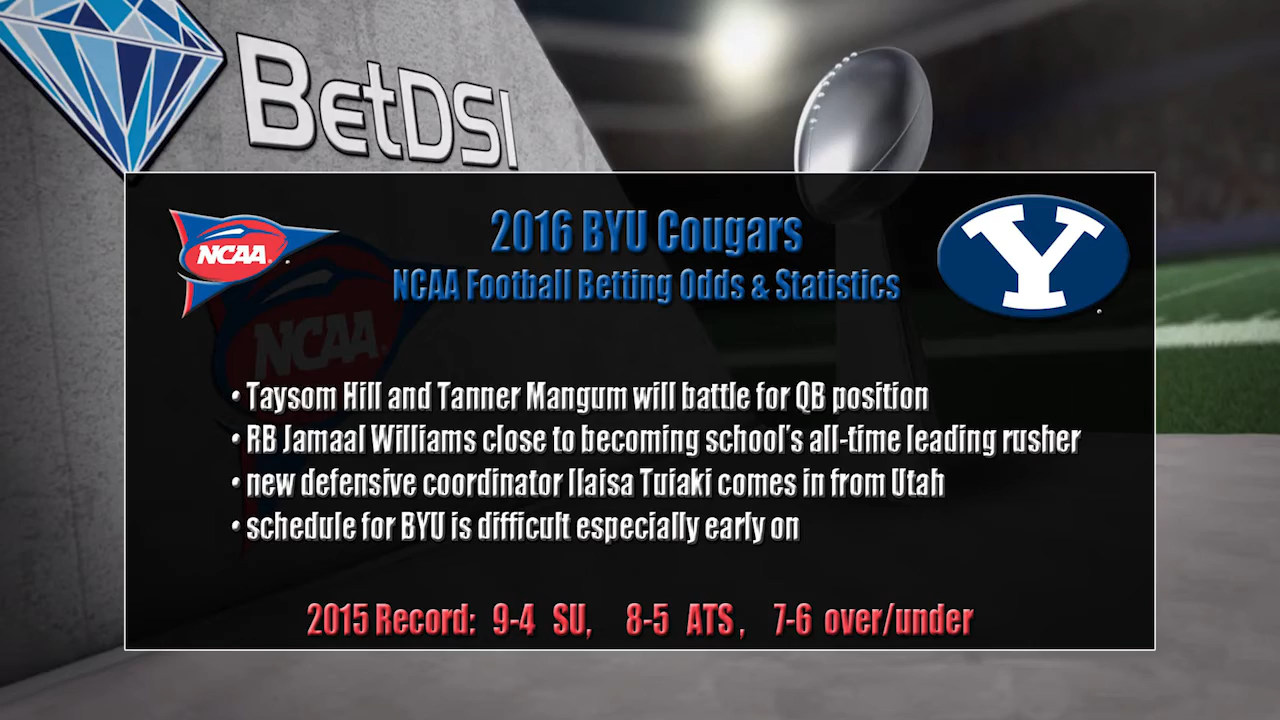 BetDSI
2016 BYU Cougars
NCAA Football Betting Odds & Statistics
NCAA
Y
NCAA
• Taysom Hill and Tanner Mangum will battle for QB position
• RB Jamaal Williams close to becoming school's all-time leading rusher
• new defensive coordinator Ilaisa Tuiaki comes in from Utah
• schedule for BYU is difficult especially early on
2015 Record: 9-4 SU, 8-5 ATS, 7-6 over/under